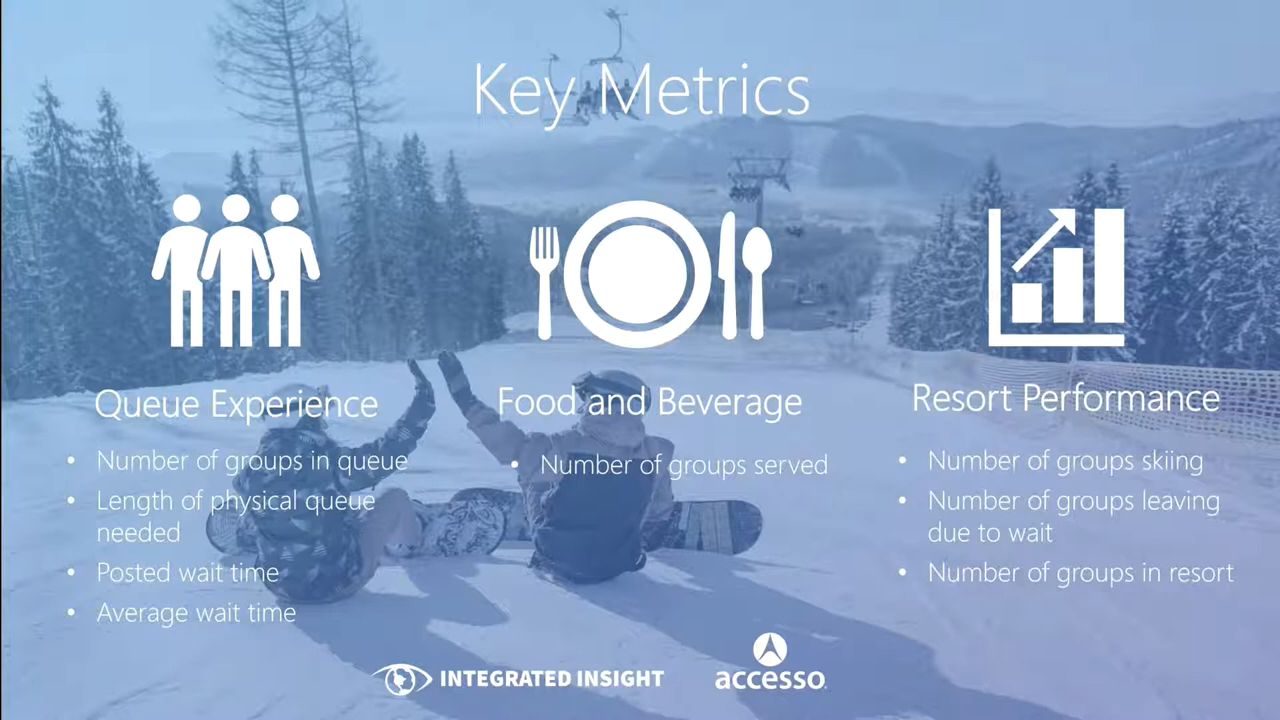 Key Metrics
Queue Experience
• Number of groups in queue
• Length of physical queue
needed
• Posted wait time
• Average wait time
Food and Beverage
• Number of groups served
Resort Performance
• Number of groups skiing
• Number of groups leaving
due to wait
• Number of groups in resort
INTEGRATED INSIGHT
accesso